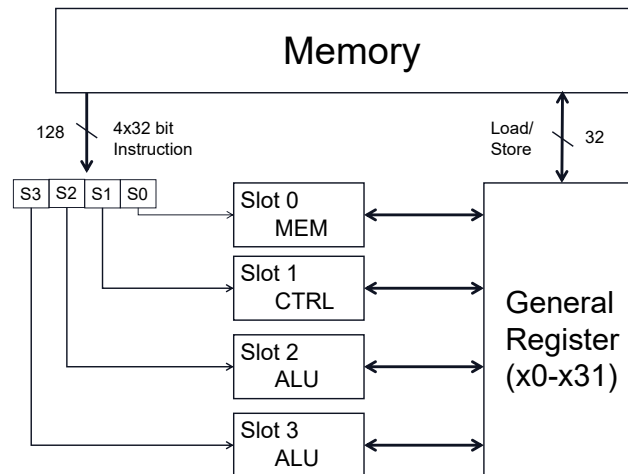 Memory
128
4x32 bit
Instruction
Load/
Store
32
S3 S2 S1 S0
Slot 0
MEM
Slot 1
CTRL
Slot 2
ALU
Slot 3
ALU
General
Register
(x0-x31)